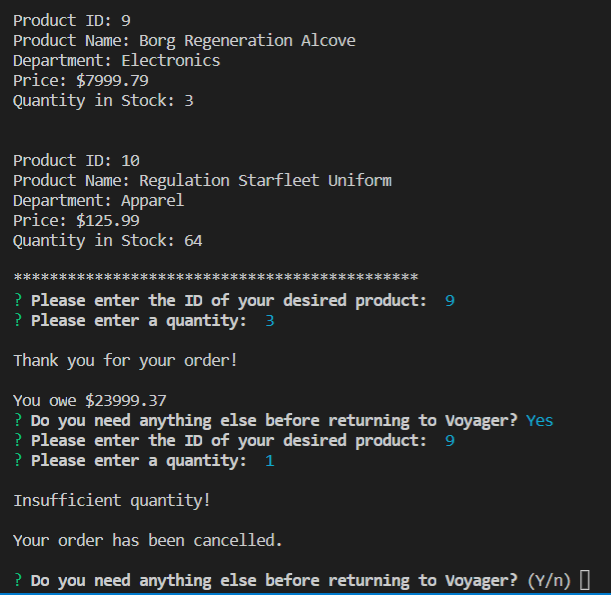 Product ID: 9
Product Name: Borg Regeneration Alcove
Department: Electronics
Price: $7999.79
Quantity in Stock: 3
Product ID: 10
Product Name: Regulation Starfleet Uniform
Department: Apparel
Price: $125.99
Quantity in Stock: 64
*********************************************
? Please enter the ID of your desired product:  9
? Please enter a quantity:  3
Thank you for your order!
You owe $23999.37
? Do you need anything else before returning to Voyager? Yes
? Please enter the ID of your desired product:  9
? Please enter a quantity:  1
Insufficient quantity!
Your order has been cancelled.
? Do you need anything else before returning to Voyager? (Y/n)